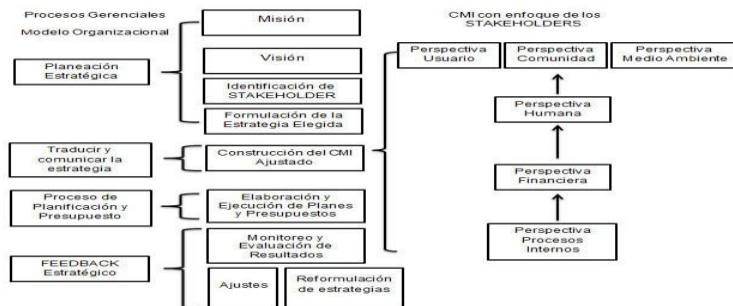 Procesos Gerenciales
Modelo Organizacional
Planeación
Estratégica
Traducir y
comunicar la
estrategia
Proceso de
Planificación y
Presupuesto
FEEDBACK
Estratégico
Misión
Visión
Identificación de
STAKEHOLDER
Formulación de la
Estrategia Elegida
Construcción del CMI
Ajustado
Elaboración y
Ejecución de Planes
y Presupuestos
Monitoreo y
Evaluación de
Resultados
Ajustes
Reformulación
de estrategias
CMI con enfoque de los
STAKEHOLDERS
Perspectiva
Usuario
Perspectiva
Comunidad
Perspectiva
Medio Ambiente
Perspectiva
Humana
Perspectiva
Financiera
Perspectiva
Procesos
Internos